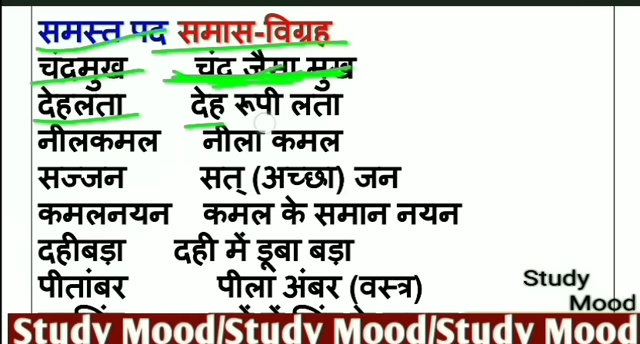 समस्त पद समास-विग्रह
चंद्रमुख चंद्र जैसा मुख
देहलता देह रूपी लता
नीलकमल नीला कमल
सज्जन सत् (अच्छा) जन
कमलनयन कमल के समान नयन
दहीबड़ा दही में डूबा बड़ा
पीतांबर पीला अंबर (वस्त्र)
Study
Mood
Study Mood/Study Mood/Study Mood